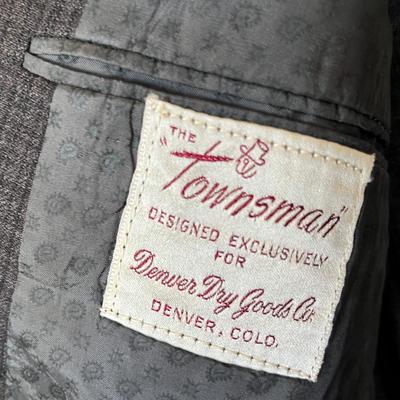 THE
"Townsman"
DESIGNED EXCLUSIVELY
FOR
Denver Dry Goods Co.
DENVER, COLO.